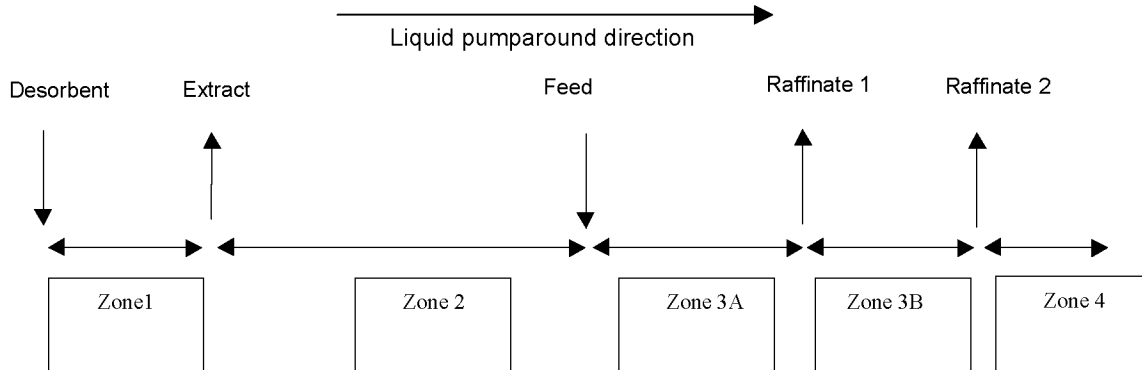 Liquid pumparound direction
Desorbent
Extract
Feed
Raffinate 1
Raffinate 2
Zone1
Zone 2
Zone 3A
Zone 3B
Zone 4